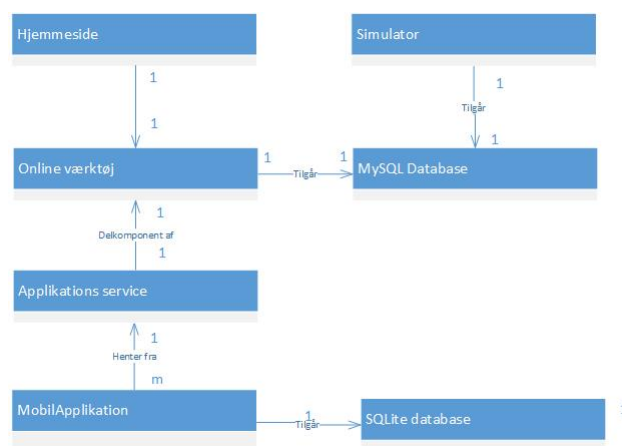 Hjemmeside
Simulator
1
1
Tilgår
1
1
Online værktøj
1
Tilgår
1
MySQL Database
1
Delkomponent af
1
Applikations service
1
Henter fra
m
MobilApplikation
1
Tilgår
SQLite database